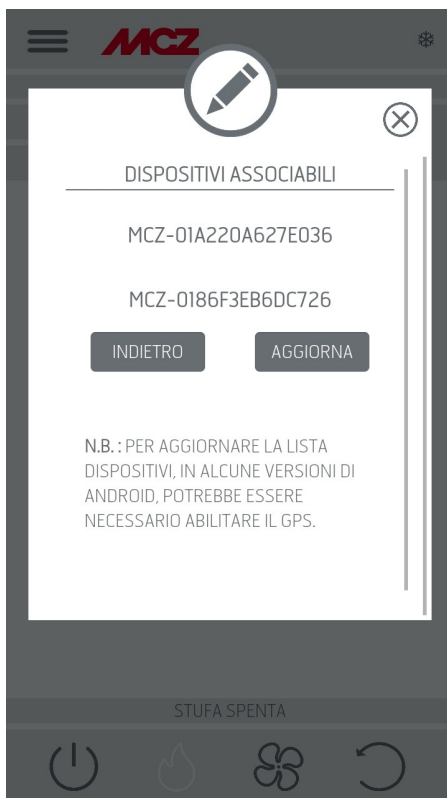 MCZ
DISPOSITIVI ASSOCIABILI
MCZ-01A220A627E036
MCZ-0186F3EB6DC726
INDIETRO AGGIORNA
N.B. : PER AGGIORNARE LA LISTA
DISPOSITIVI, IN ALCUNE VERSIONI DI
ANDROID, POTREBBE ESSERE
NECESSARIO ABILITARE IL GPS.
STUFA SPENTA